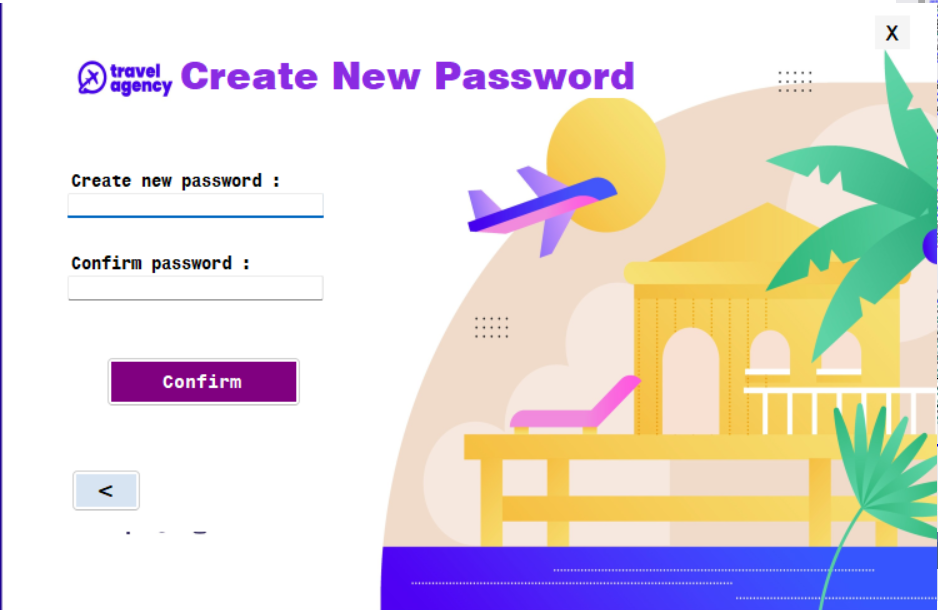 X
travel
agency
Create New Password
Create new password :
Confirm password :
Confirm
<